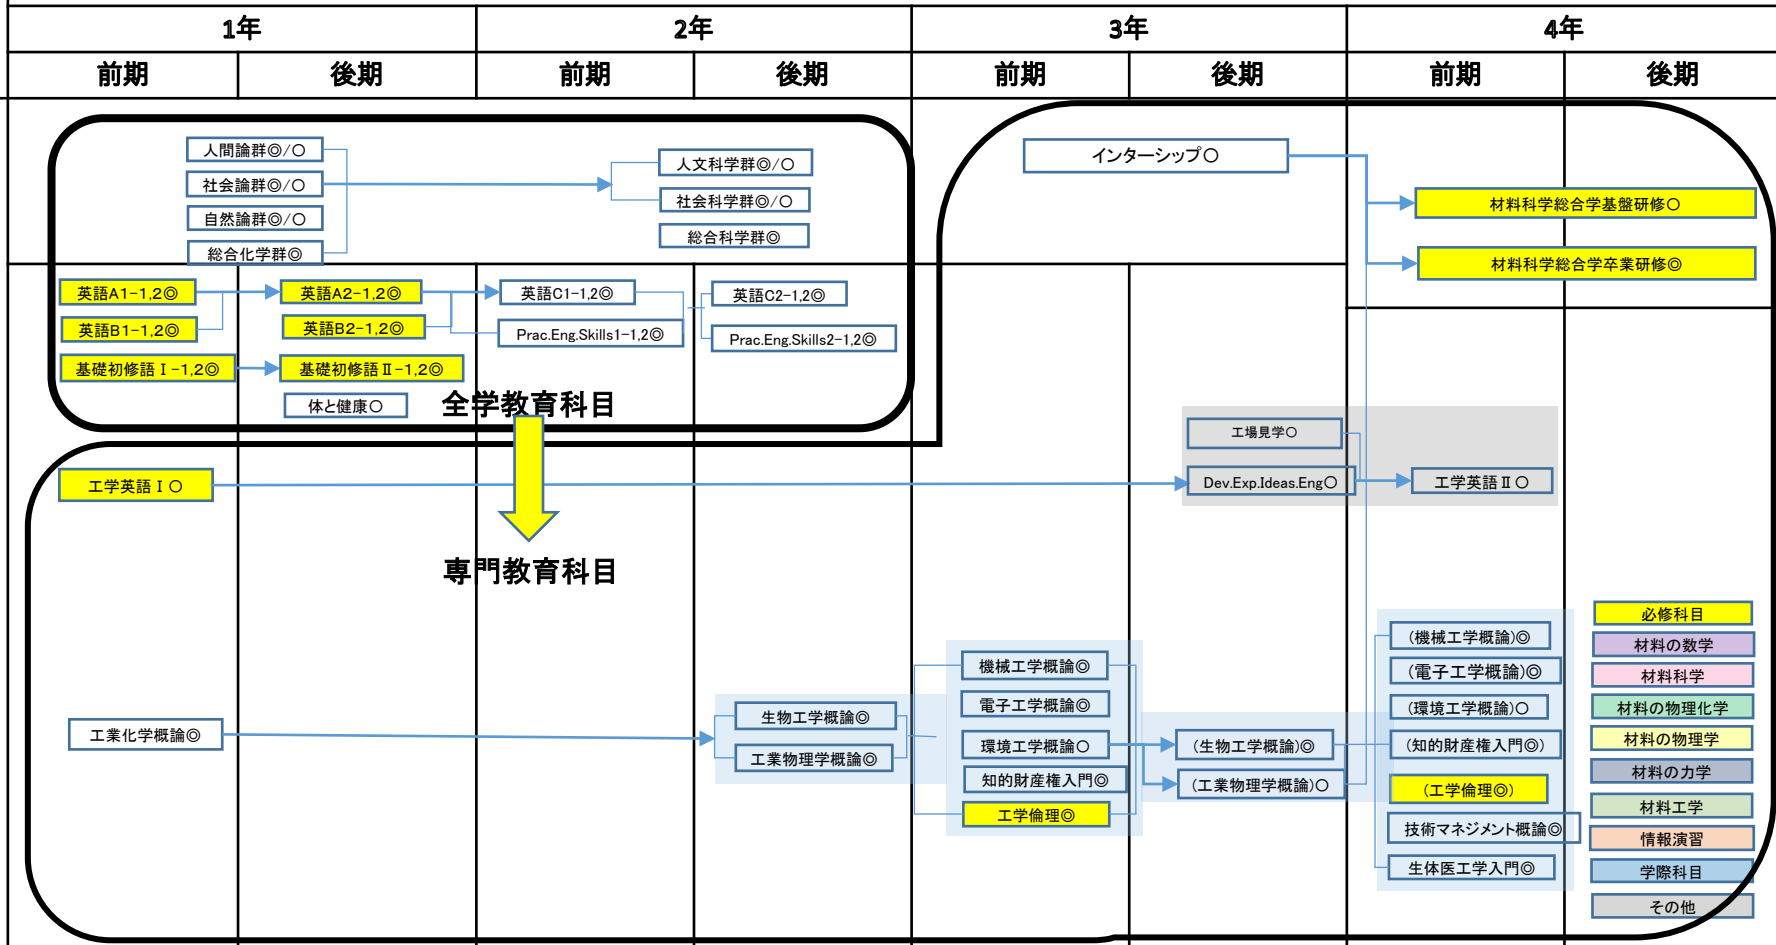 1年
2年
3年
4年
前期
後期
前期
後期
前期
後期
前期
後期
人間論群◎/○
社会論群◎/○
自然論群◎/○
総合化学群◎
人文科学群◎/○
社会科学群◎/○
総合科学群◎
インターシップ○
材料科学総合学基盤研修○
材料科学総合学卒業研修◎
英語A1-1,2◎
英語B1-1,2◎
基礎初修語Ⅰ-1,2◎
英語A2-1,2◎
英語B2-1,2◎
基礎初修語Ⅱ-1,2◎
体と健康○
英語C1-1,2◎
Prac.Eng.Skills1-1,2◎
英語C2-1,2◎
Prac.Eng.Skills2-1,2◎
全学教育科目
専門教育科目
工学英語Ⅰ○
工場見学○
Dev.Exp.Ideas.Eng○
工学英語Ⅱ○
工業化学概論◎
生物工学概論◎
工業物理学概論◎
機械工学概論◎
電子工学概論◎
環境工学概論○
知的財産権入門◎
工学倫理◎
(生物工学概論)◎
(工業物理学概論)○
(機械工学概論)◎
(電子工学概論)◎
(環境工学概論)○
(知的財産権入門◎)
(工学倫理◎)
技術マネジメント概論◎
生体医工学入門◎
必修科目
材料の数学
材料科学
材料の物理化学
材料の物理学
材料の力学
材料工学
情報演習
学際科目
その他